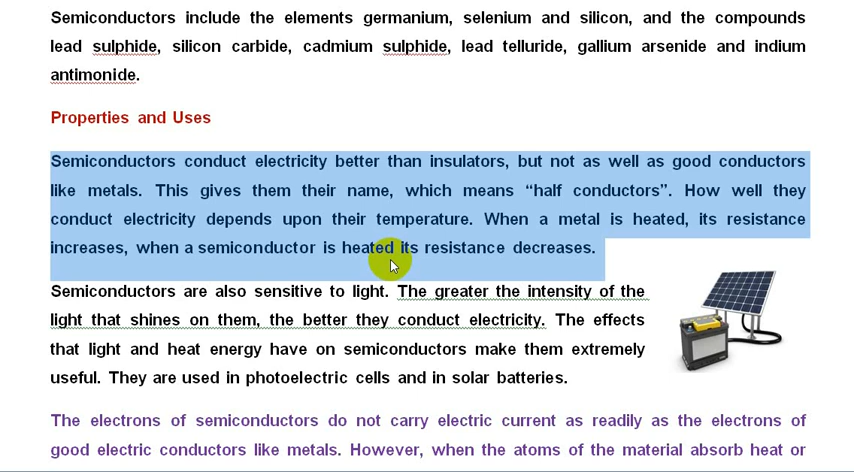 Semiconductors include the elements germanium, selenium and silicon, and the compounds
lead sulphide, silicon carbide, cadmium sulphide, lead telluride, gallium arsenide and indium
antimonide.
Properties and Uses
Semiconductors conduct electricity better than insulators, but not as well as good conductors
like metals. This gives them their name, which means “half conductors”. How well they
conduct electricity depends upon their temperature. When a metal is heated, its resistance
increases, when a semiconductor is heated its resistance decreases.
Semiconductors are also sensitive to light. The greater the intensity of the
light that shines on them, the better they conduct electricity. The effects
that light and heat energy have on semiconductors make them extremely
useful. They are used in photoelectric cells and in solar batteries.
The electrons of semiconductors do not carry electric current as readily as the electrons of
good electric conductors like metals. However, when the atoms of the material absorb heat or